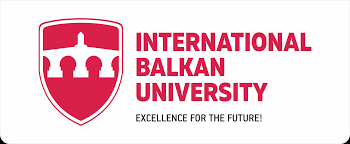 INTERNATIONAL
BALKAN
UNIVERSITY
EXCELLENCE FOR THE FUTURE!